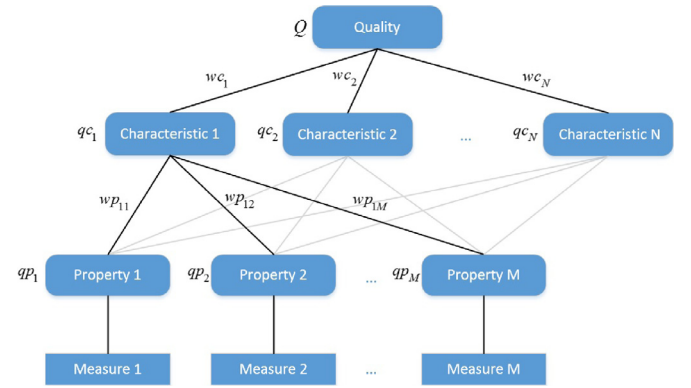 Q Quality
wc1 wc2 wcN
qc1 Characteristic 1 qc2 Characteristic 2 ... qcN Characteristic N
wp11 wp12 wp1M
qp1 Property 1 qp2 Property 2 ... qpM Property M
Measure 1 Measure 2 ... Measure M